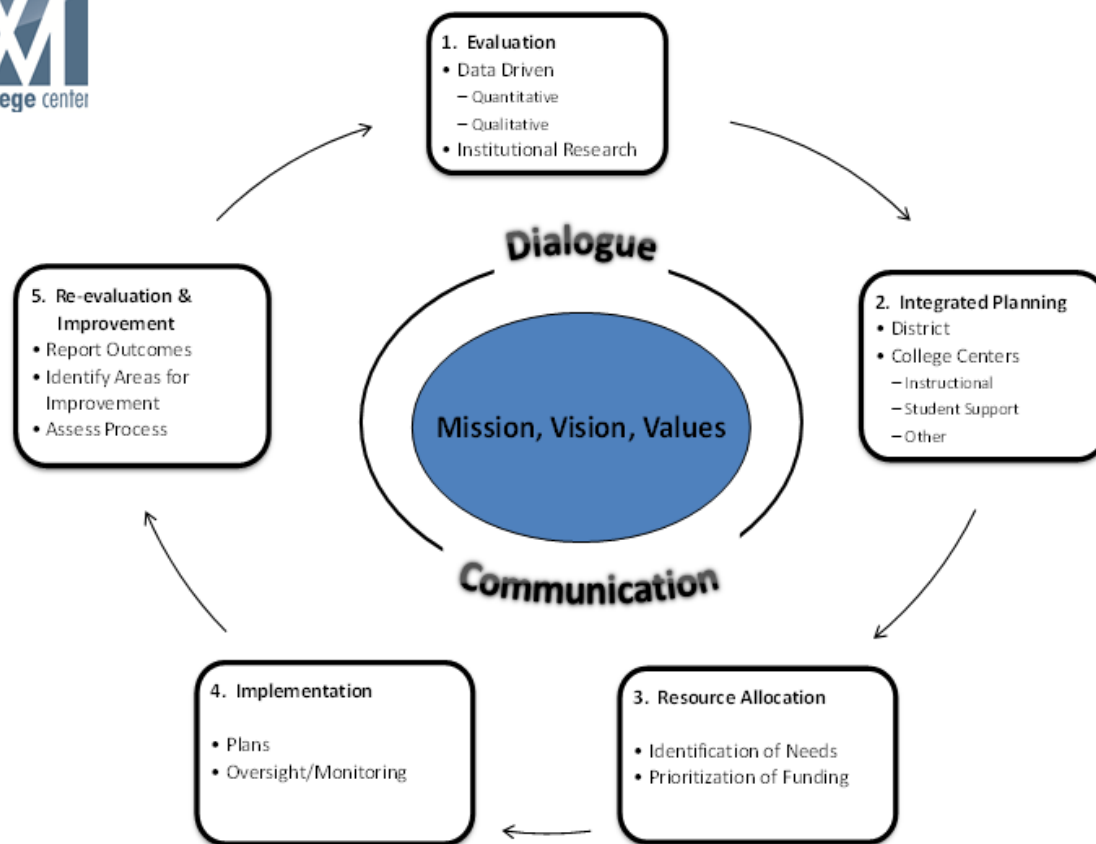 ege center
1. Evaluation
• Data Driven
– Quantitative
– Qualitative
• Institutional Research
Dialogue
5. Re-evaluation &
Improvement
• Report Outcomes
• Identify Areas for
Improvement
• Assess Process
2. Integrated Planning
• District
• College Centers
– Instructional
– Student Support
– Other
Mission, Vision, Values
Communication
4. Implementation
• Plans
• Oversight/Monitoring
3. Resource Allocation
• Identification of Needs
• Prioritization of Funding